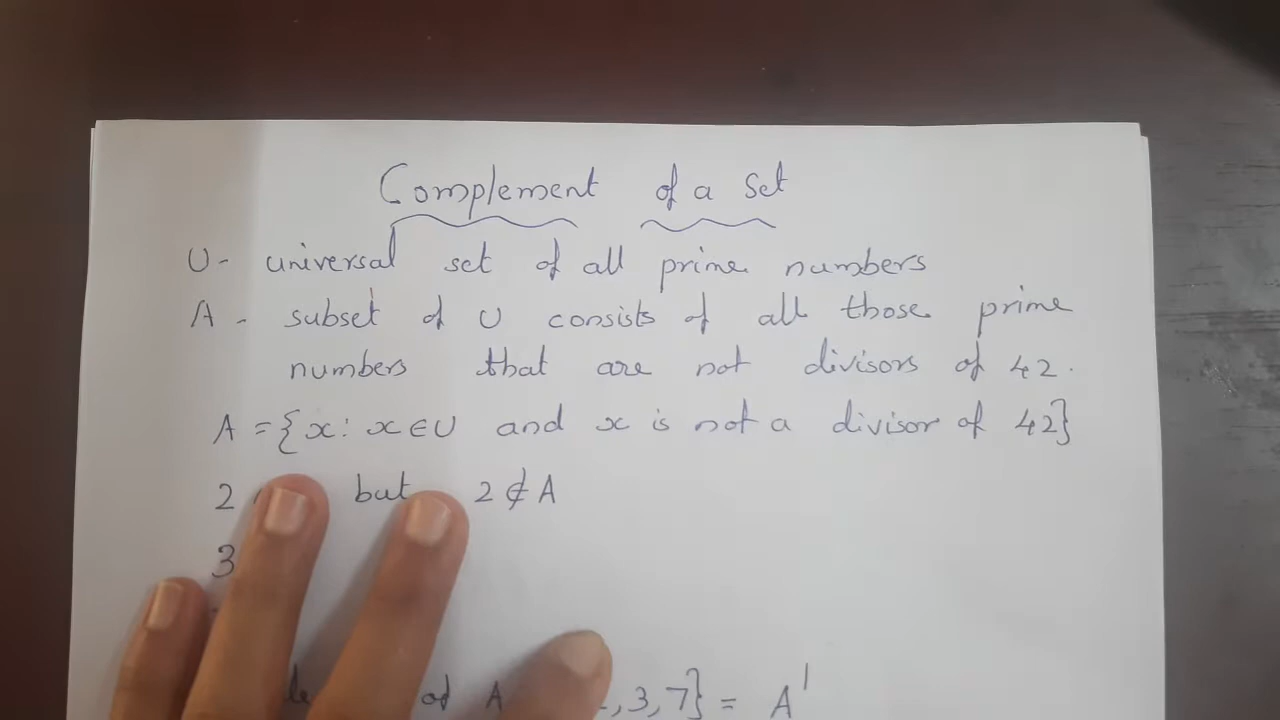 Complement of a Set
U - universal set of all prime numbers
A - subset of U consists of all those prime
numbers that are not divisors of 42.
A = {x : x ∈ U and x is not a divisor of 42}
2 but 2 ∉ A
3
of A , 3, 7} = A'